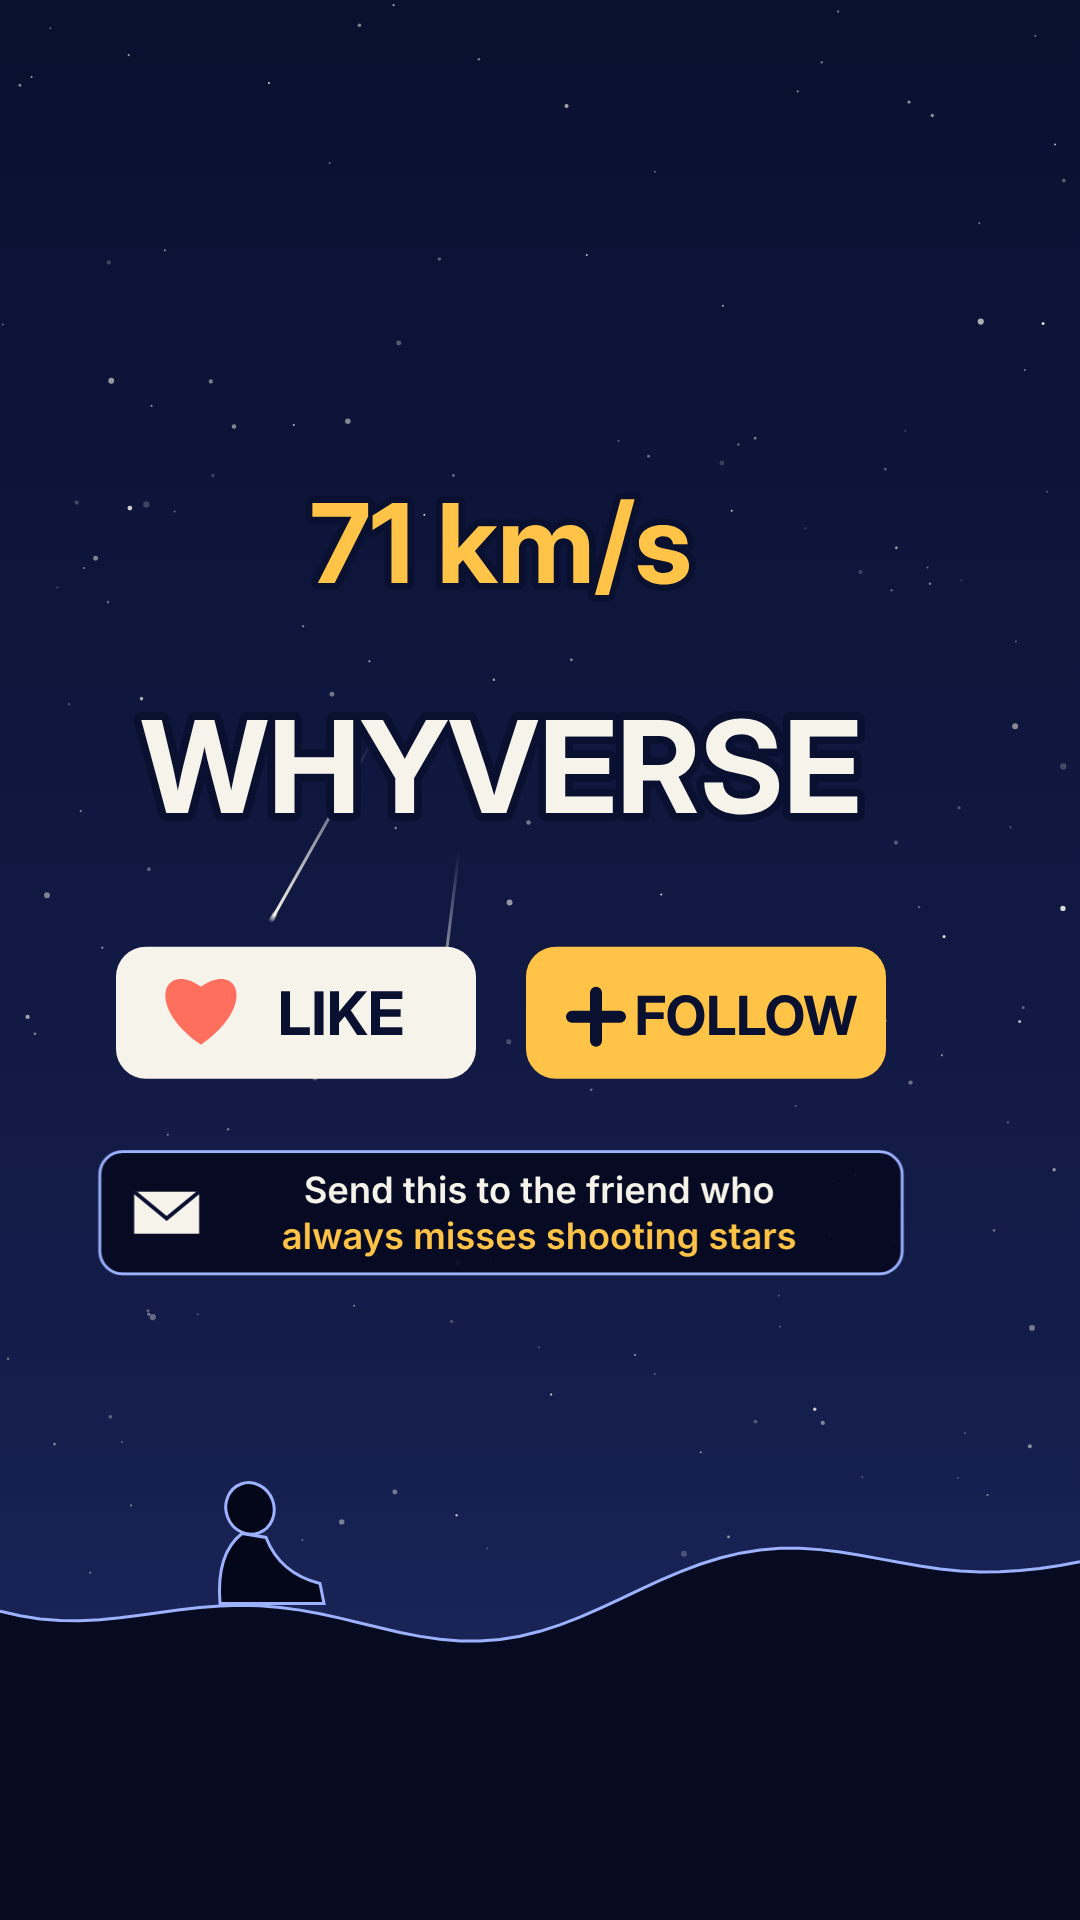 71 km/s
WHYVERSE
LIKE
FOLLOW
Send this to the friend who
always misses shooting stars